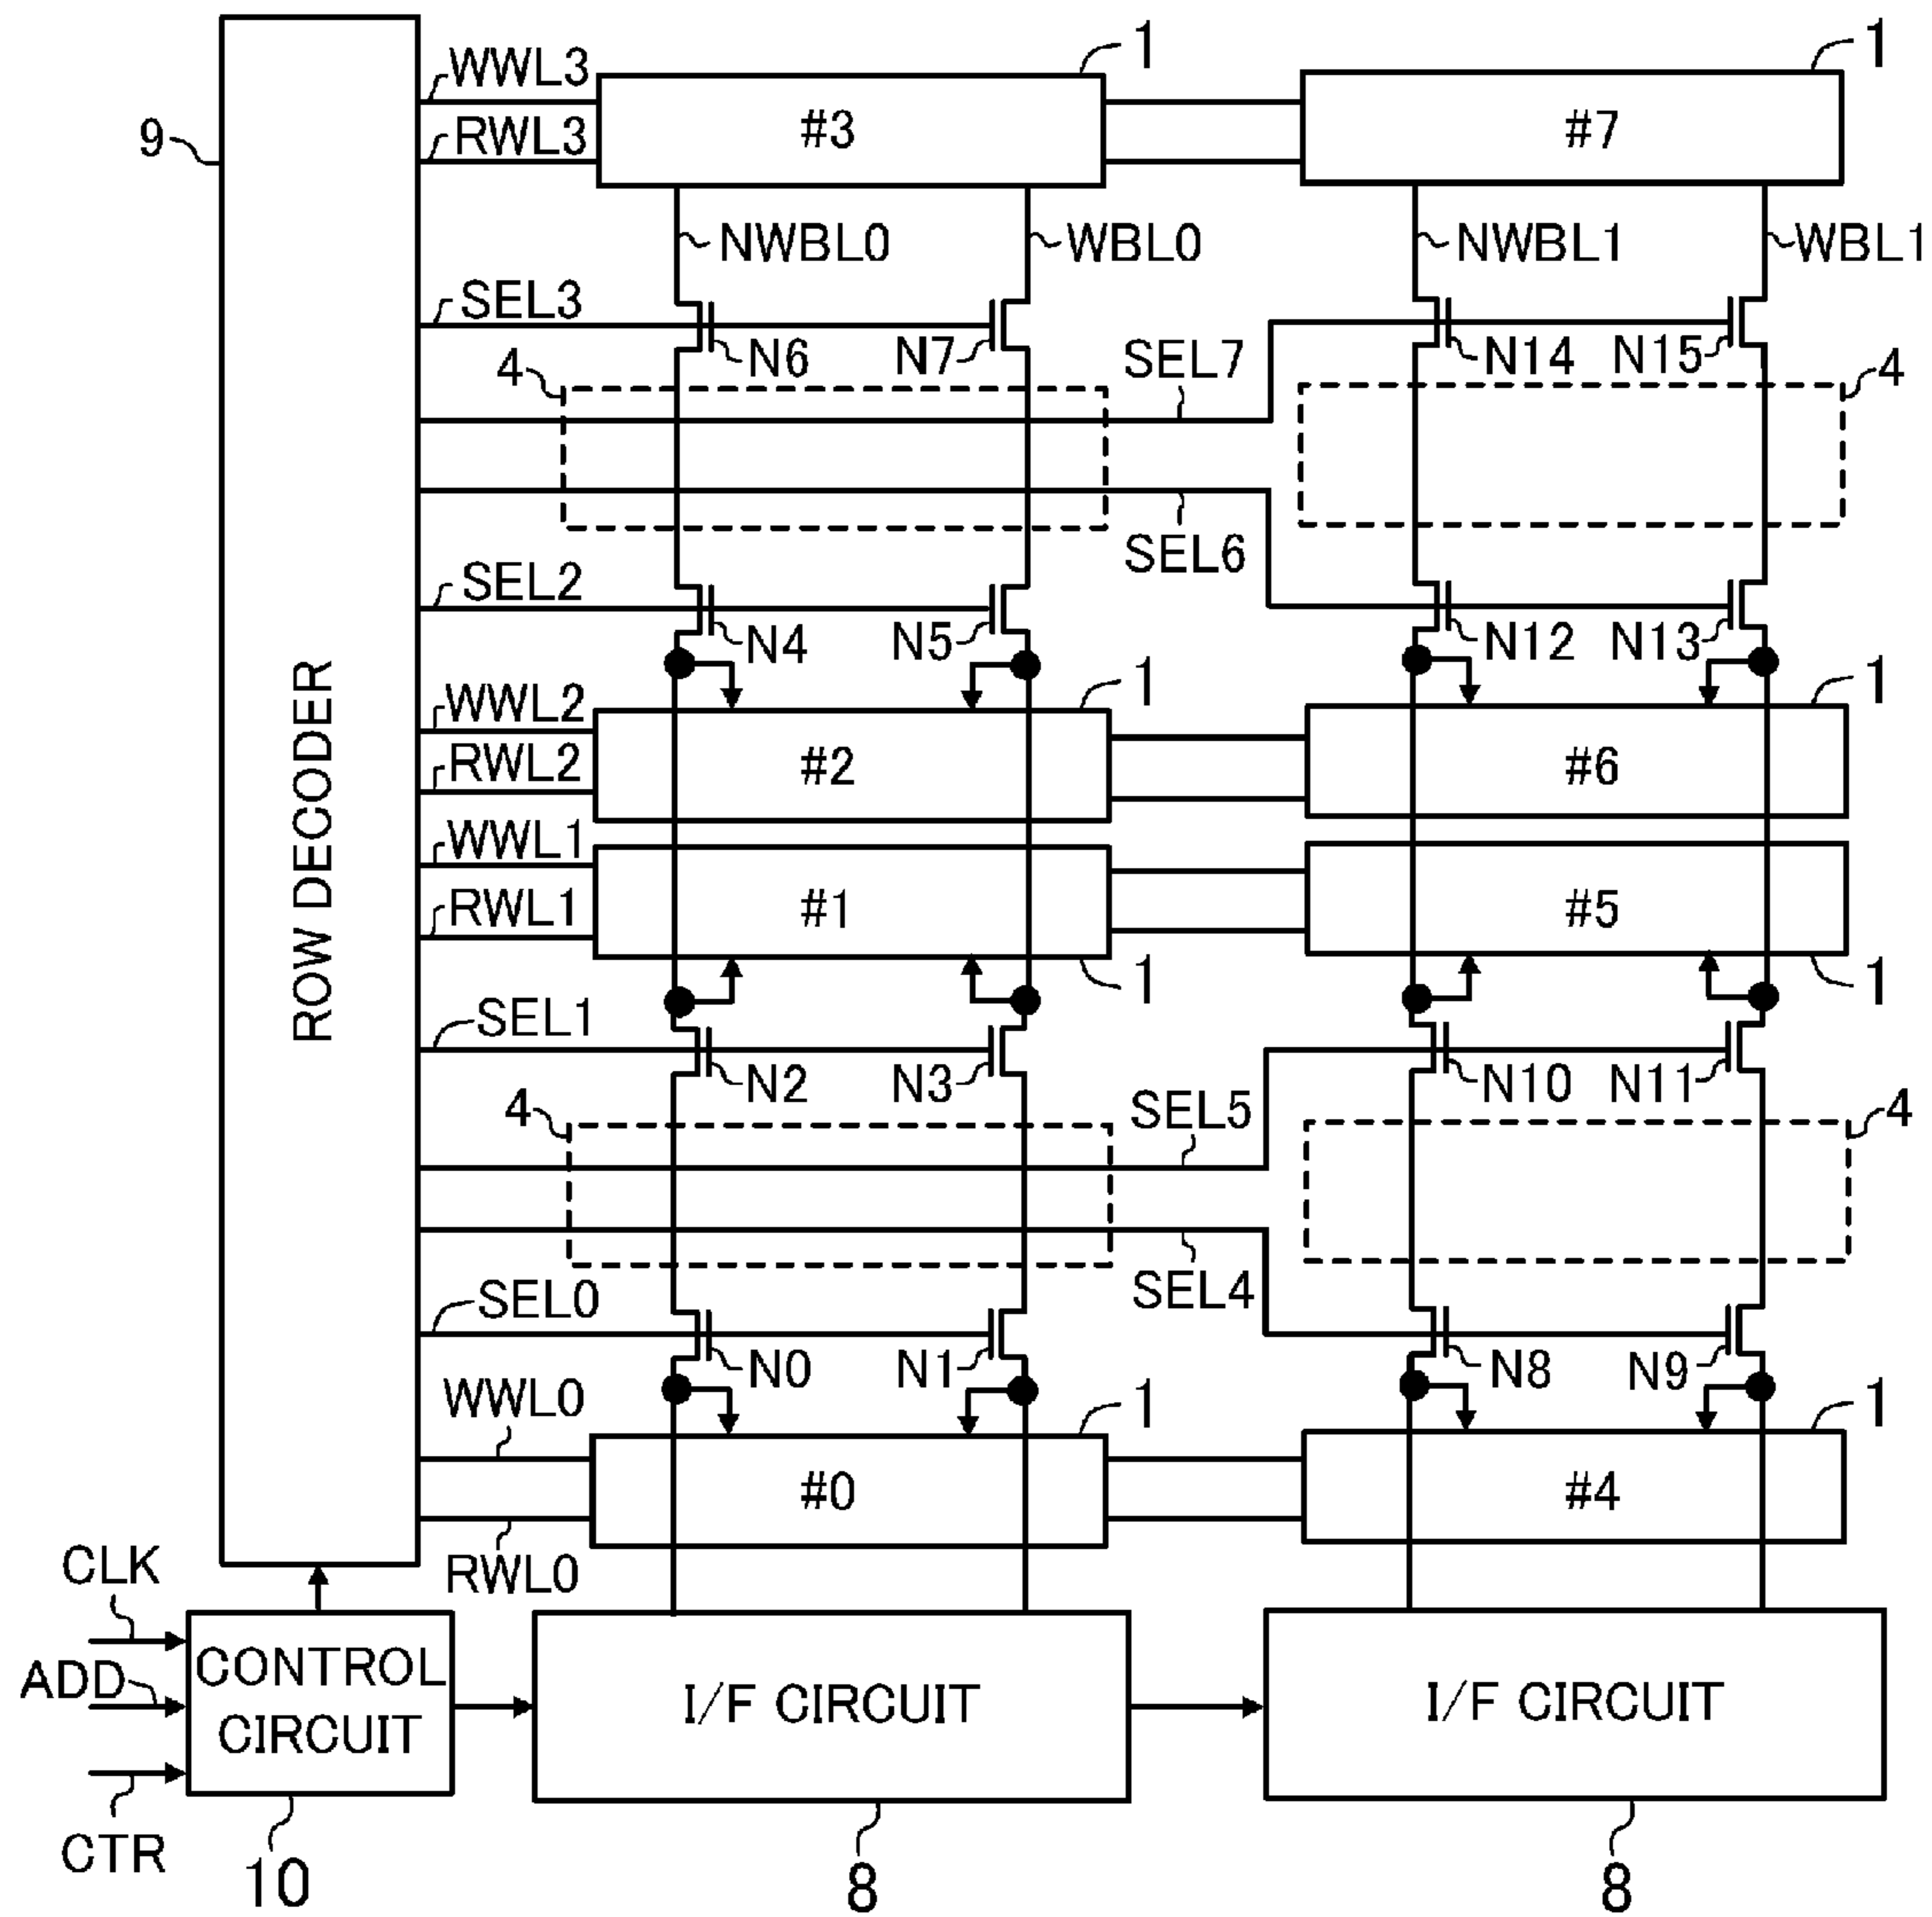 1
1
WWL3
#3
#7
9
RWL3
NWBL0
WBL0
NWBL1
WBL1
SEL3
N6
N7
SEL7
N14
N15
4
4
SEL6
SEL2
N4
N5
N12
N13
1
1
WWL2
RWL2
#2
#6
WWL1
RWL1
#1
#5
1
1
SEL1
N2
N3
N10
N11
4
SEL5
4
SEL4
SEL0
N0
N1
N8
N9
WWL0
1
1
#0
#4
RWL0
ROW DECODER
CLK
ADD
CTR
CONTROL
CIRCUIT
I/F CIRCUIT
I/F CIRCUIT
10
8
8